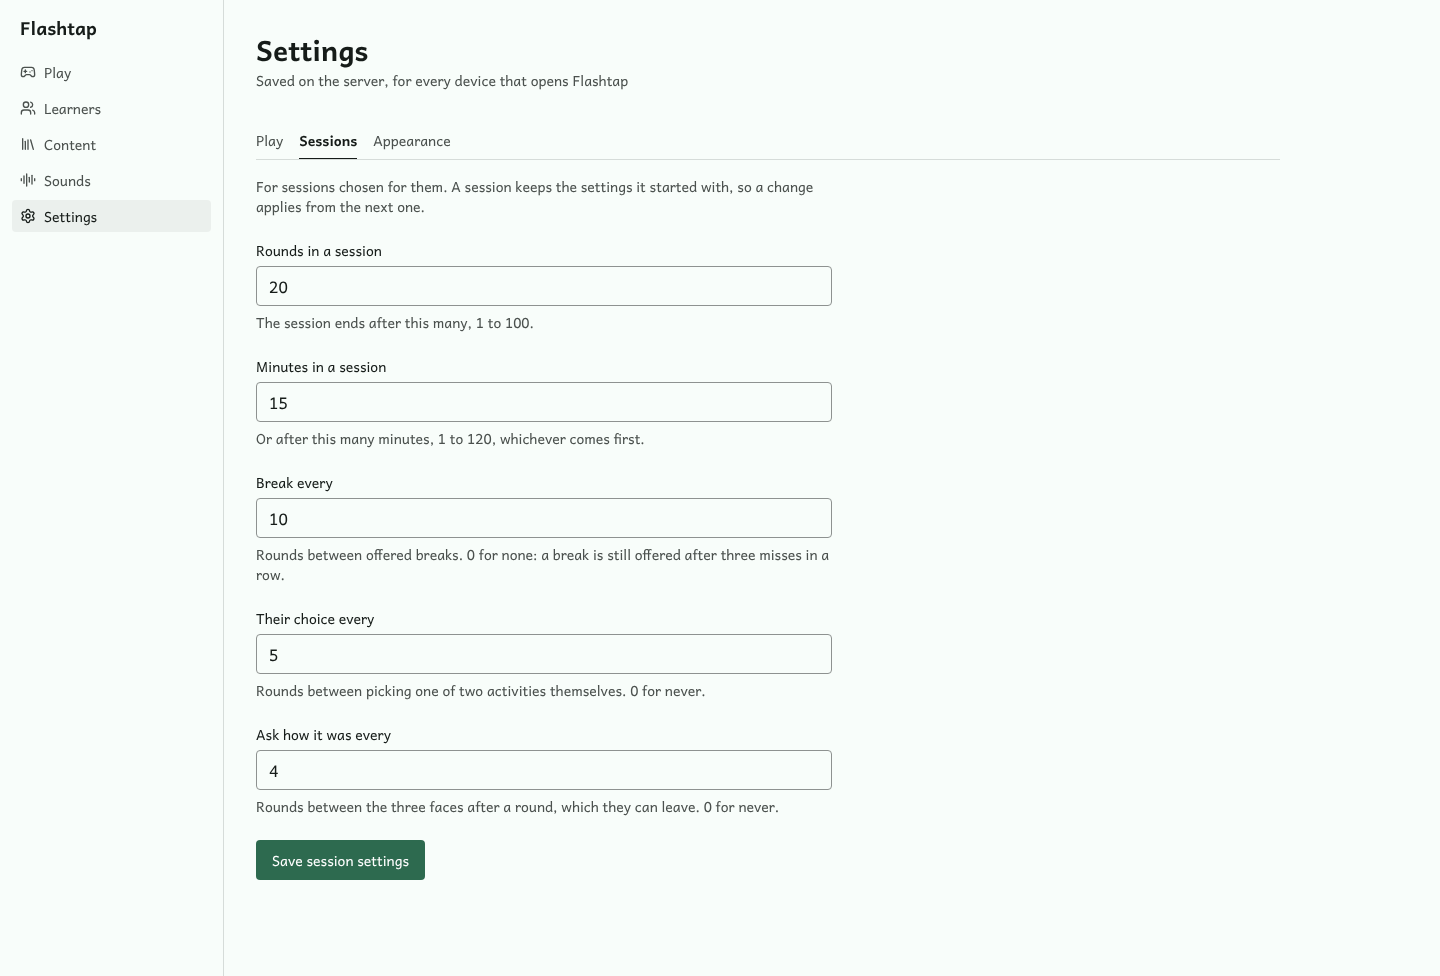 Flashtap
Play
Learners
Content
Sounds
Settings
Settings
Saved on the server, for every device that opens Flashtap
Play
Sessions
Appearance
For sessions chosen for them. A session keeps the settings it started with, so a change
applies from the next one.
Rounds in a session
20
The session ends after this many, 1 to 100.
Minutes in a session
15
Or after this many minutes, 1 to 120, whichever comes first.
Break every
10
Rounds between offered breaks. 0 for none: a break is still offered after three misses in a
row.
Their choice every
5
Rounds between picking one of two activities themselves. 0 for never.
Ask how it was every
4
Rounds between the three faces after a round, which they can leave. 0 for never.
Save session settings